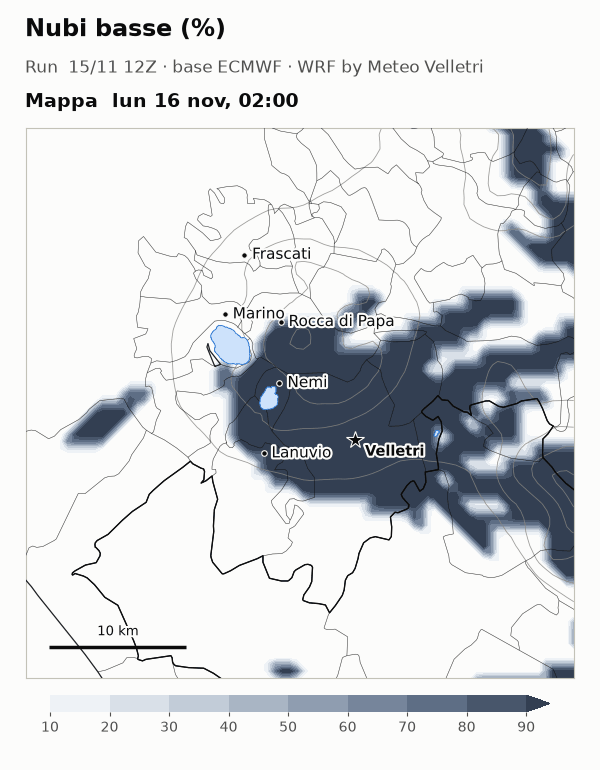 Nubi basse (%)
Run  15/11 12Z · base ECMWF · WRF by Meteo Velletri
Mappa  lun 16 nov, 02:00
Frascati
Marino
Rocca di Papa
Nemi
Velletri
Lanuvio
10 km
10 20 30 40 50 60 70 80 90